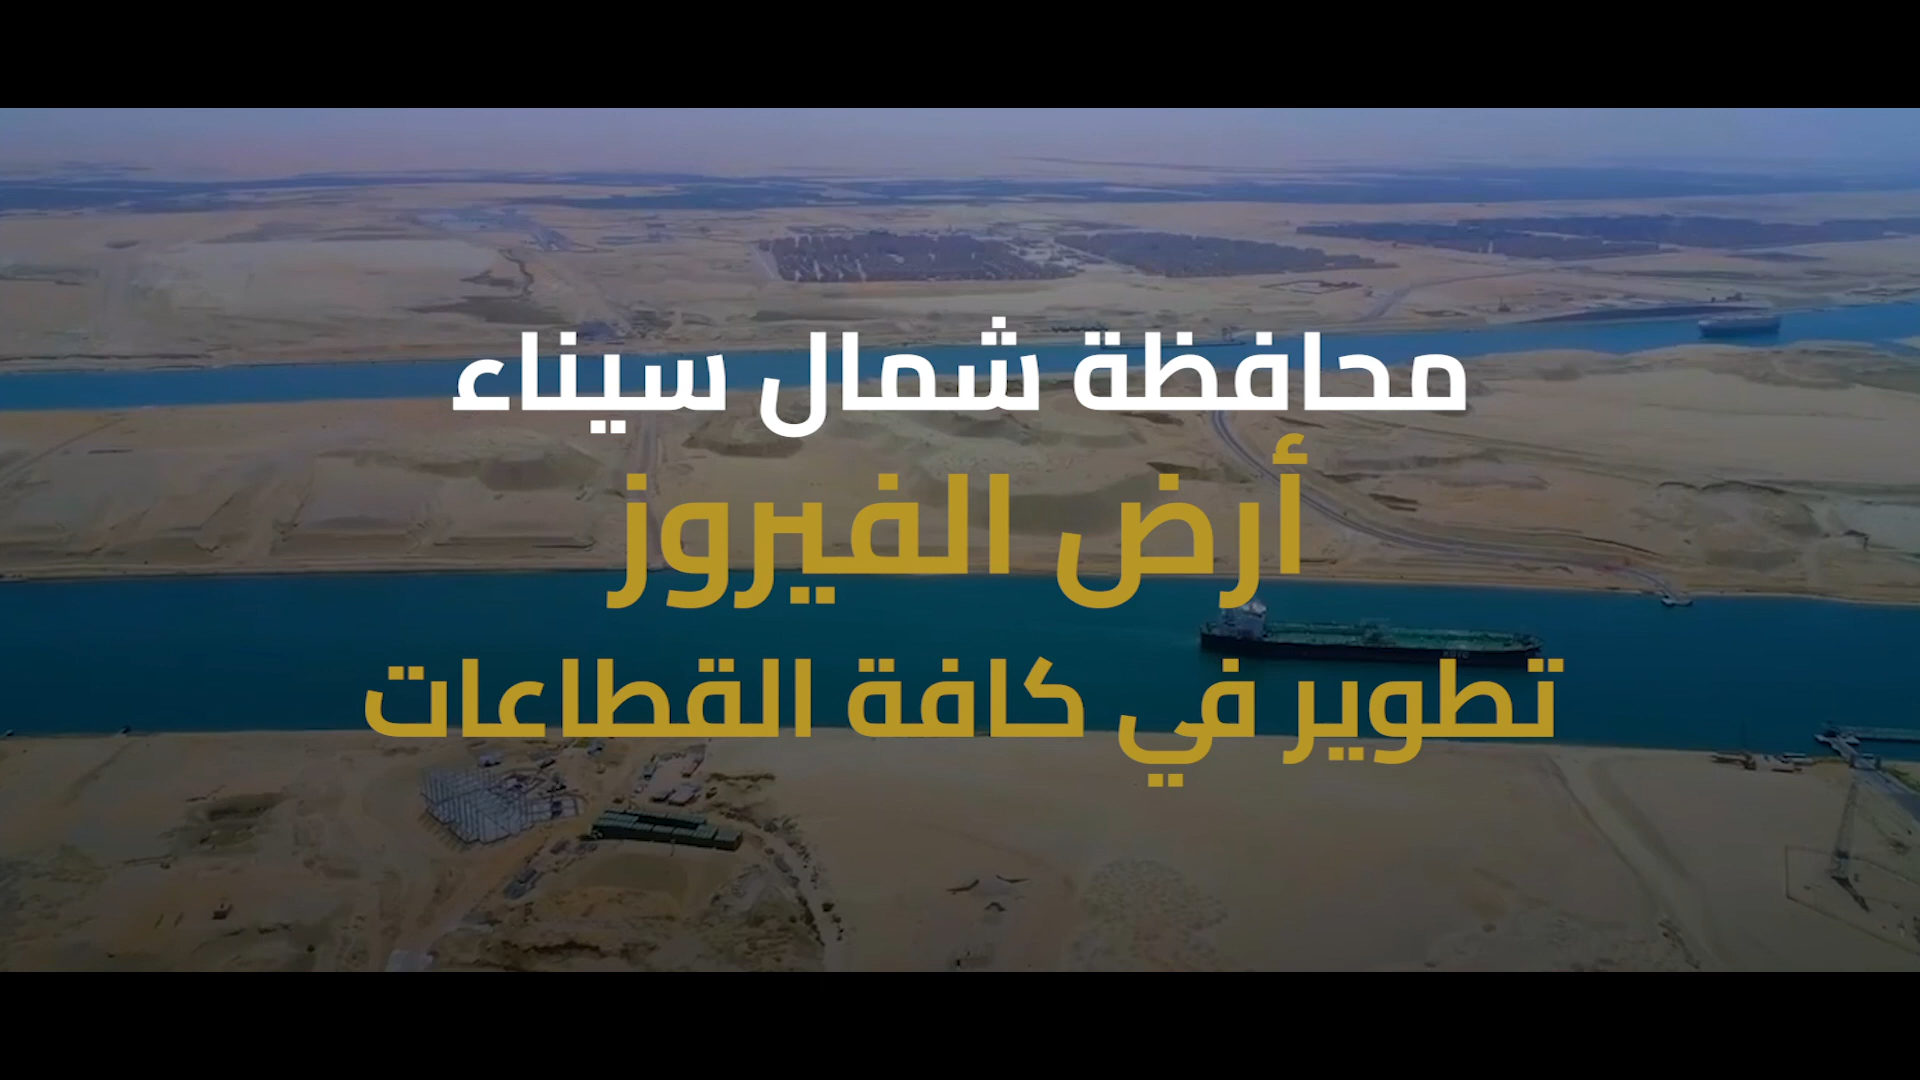 محافظة شمال سيناء
أرض الفيروز
تطوير في كافة القطاعات